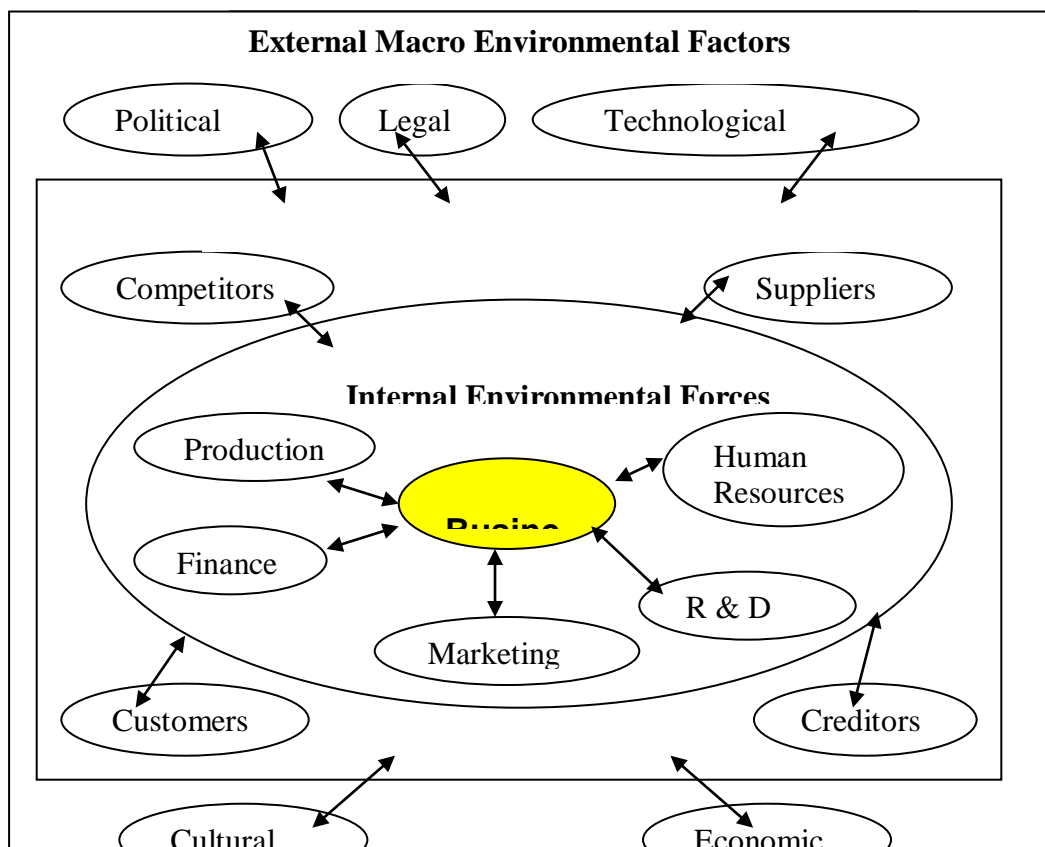 External Macro Environmental Factors
Political
Legal
Technological
Competitors
Suppliers
Internal Environmental Forces
Production
Human
Resources
Busine
Finance
R & D
Marketing
Customers
Creditors
Cultural
Economic